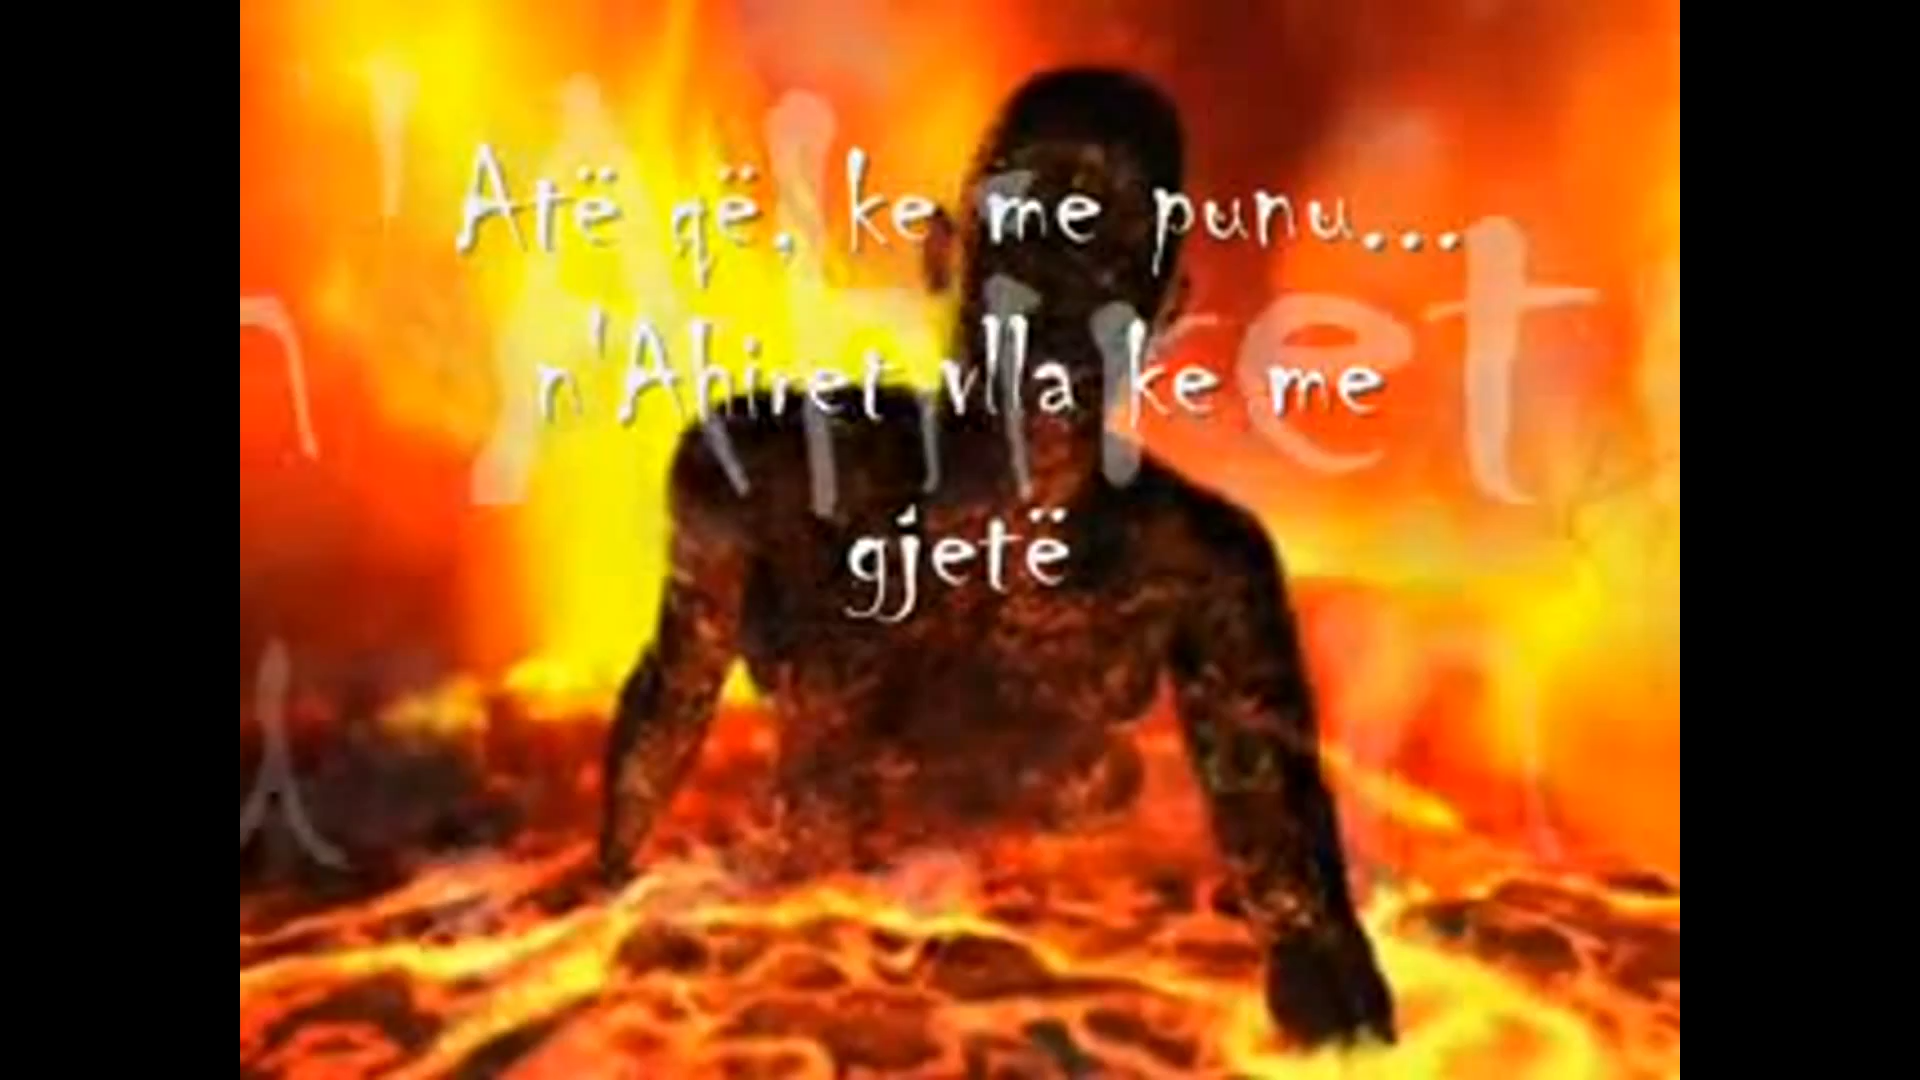 Atë që, ke me punu...
n'Ahiret vlla ke me
gjetë